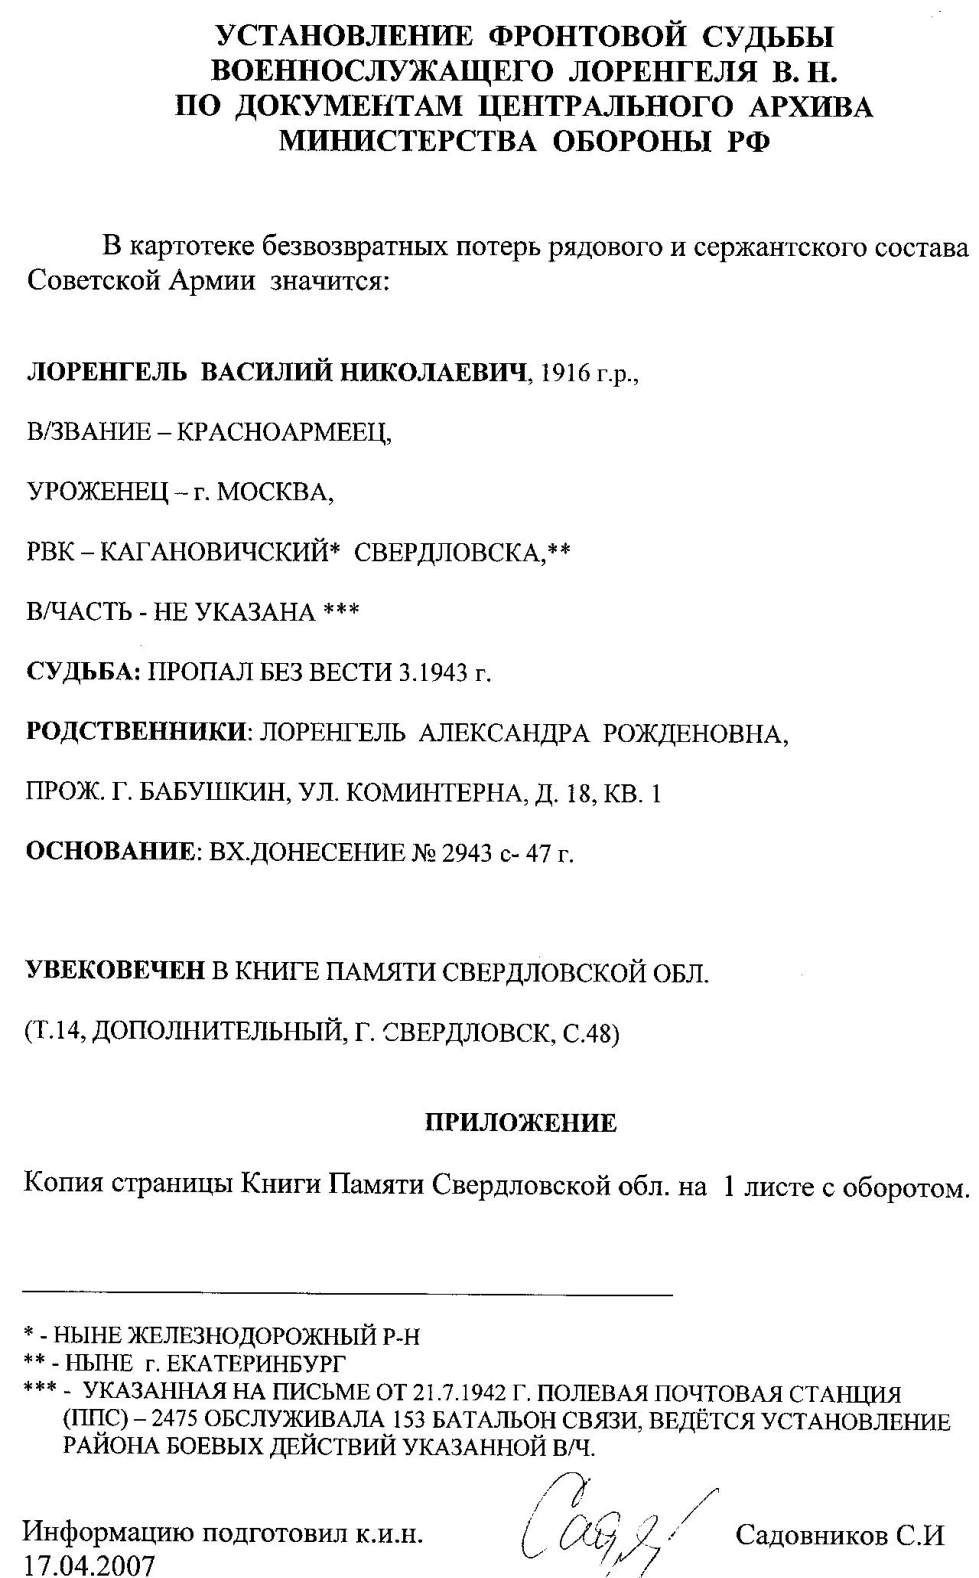 УСТАНОВЛЕНИЕ ФРОНТОВОЙ СУДЬБЫ
ВОЕННОСЛУЖАЩЕГО ЛОРЕНГЕЛЯ В. Н.
ПО ДОКУМЕНТАМ ЦЕНТРАЛЬНОГО АРХИВА
МИНИСТЕРСТВА ОБОРОНЫ РФ
В картотеке безвозвратных потерь рядового и сержантского состава
Советской Армии значится:
ЛОРЕНГЕЛЬ ВАСИЛИЙ НИКОЛАЕВИЧ, 1916 г.р.,
В/ЗВАНИЕ – КРАСНОАРМЕЕЦ,
УРОЖЕНЕЦ – г. МОСКВА,
РВК – КАГАНОВИЧСКИЙ* СВЕРДЛОВСКА,**
В/ЧАСТЬ - НЕ УКАЗАНА ***
СУДЬБА: ПРОПАЛ БЕЗ ВЕСТИ 3.1943 г.
РОДСТВЕННИКИ: ЛОРЕНГЕЛЬ АЛЕКСАНДРА РОЖДЕНОВНА,
ПРОЖ. Г. БАБУШКИН, УЛ. КОМИНТЕРНА, Д. 18, КВ. 1
ОСНОВАНИЕ: ВХ.ДОНЕСЕНИЕ № 2943 с- 47 г.
УВЕКОВЕЧЕН В КНИГЕ ПАМЯТИ СВЕРДЛОВСКОЙ ОБЛ.
(Т.14, ДОПОЛНИТЕЛЬНЫЙ, Г. СВЕРДЛОВСК, С.48)
ПРИЛОЖЕНИЕ
Копия страницы Книги Памяти Свердловской обл. на 1 листе с оборотом.
* - НЫНЕ ЖЕЛЕЗНОДОРОЖНЫЙ Р-Н
** - НЫНЕ г. ЕКАТЕРИНБУРГ
*** - УКАЗАННАЯ НА ПИСЬМЕ ОТ 21.7.1942 Г. ПОЛЕВАЯ ПОЧТОВАЯ СТАНЦИЯ
(ППС) – 2475 ОБСЛУЖИВАЛА 153 БАТАЛЬОН СВЯЗИ, ВЕДЁТСЯ УСТАНОВЛЕНИЕ
РАЙОНА БОЕВЫХ ДЕЙСТВИЙ УКАЗАННОЙ В/Ч.
Информацию подготовил к.и.н. Садовников С.И
17.04.2007